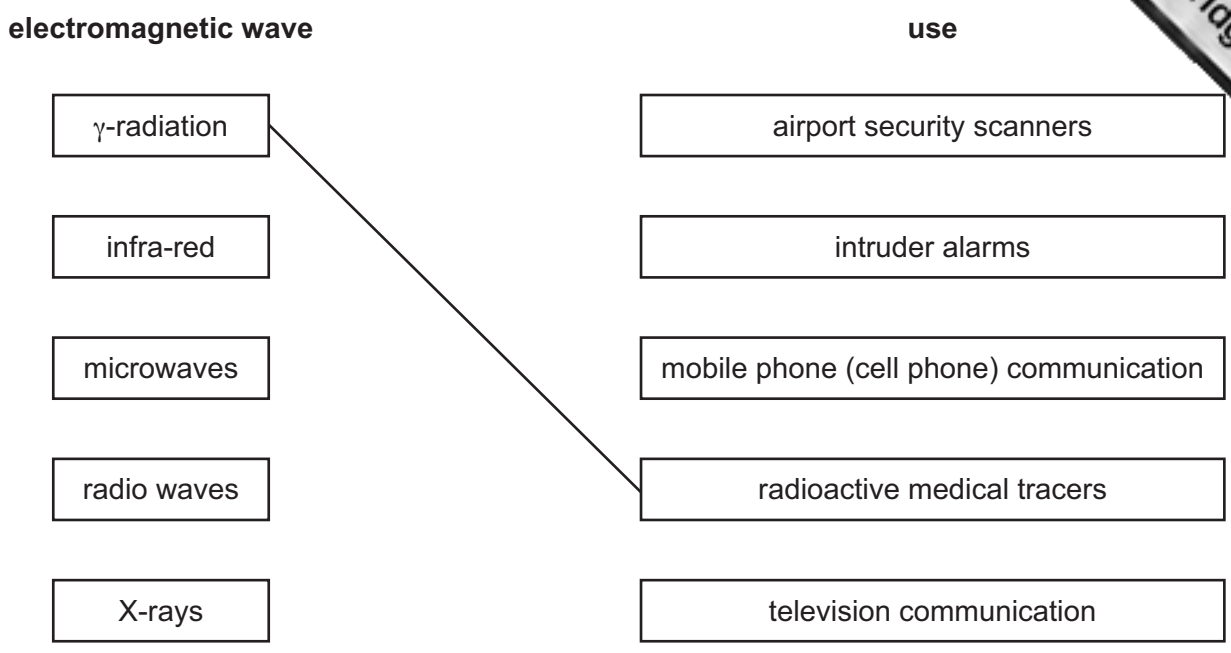 electromagnetic wave use
γ-radiation airport security scanners
infra-red intruder alarms
microwaves mobile phone (cell phone) communication
radio waves radioactive medical tracers
X-rays television communication